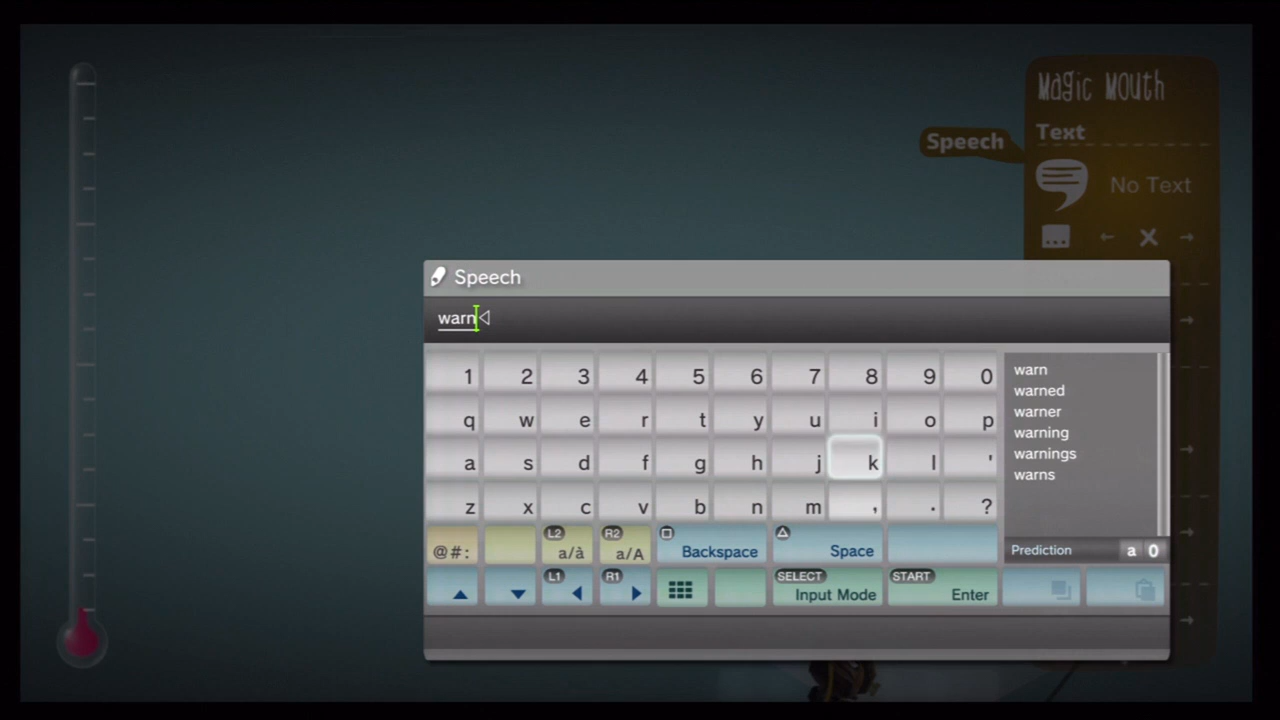 Magic Mouth
Text
Speech
No Text
Speech
warn
1 2 3 4 5 6 7 8 9 0
q w e r t y u i o p
a s d f g h j k l '
z x c v b n m , . ?
warn
warned
warner
warning
warnings
warns
@#: L2 a/à R2 a/A Backspace Space
Prediction a 0
L1 R1 SELECT Input Mode START Enter